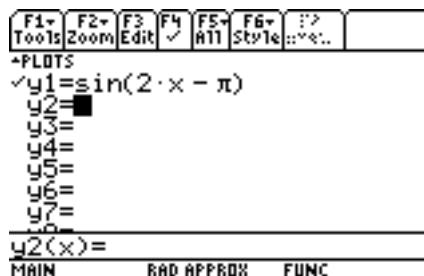 F1▾ F2▾ F3 F4 F5▾ F6▾
Tools Zoom Edit ✓ All Style
▴PLOTS
✓y1=sin(2·x − π)
y2=
y3=
y4=
y5=
y6=
y7=
y2(x)=
MAIN RAD APPROX FUNC